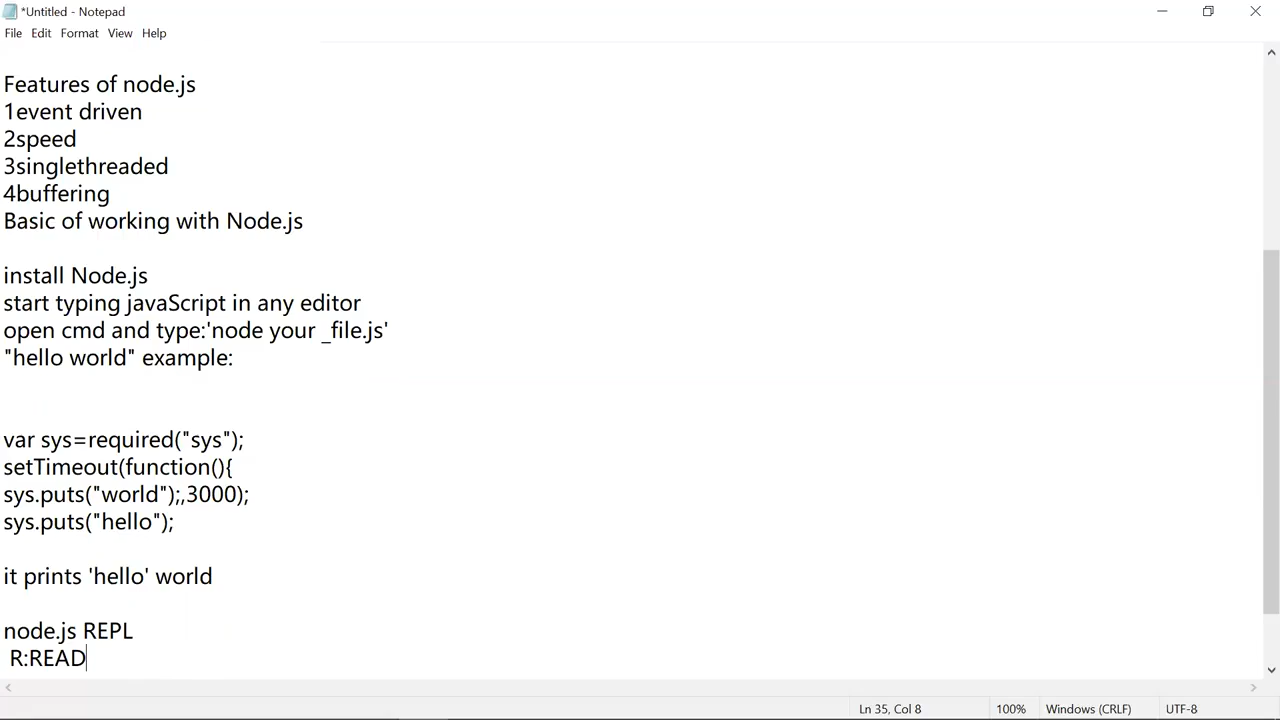 *Untitled - Notepad
File Edit Format View Help
Features of node.js
1event driven
2speed
3singlethreaded
4buffering
Basic of working with Node.js
install Node.js
start typing javaScript in any editor
open cmd and type:'node your _file.js'
"hello world" example:
var sys=required("sys");
setTimeout(function(){
sys.puts("world");,3000);
sys.puts("hello");
it prints 'hello' world
node.js REPL
R:READ
Ln 35, Col 8 100% Windows (CRLF) UTF-8